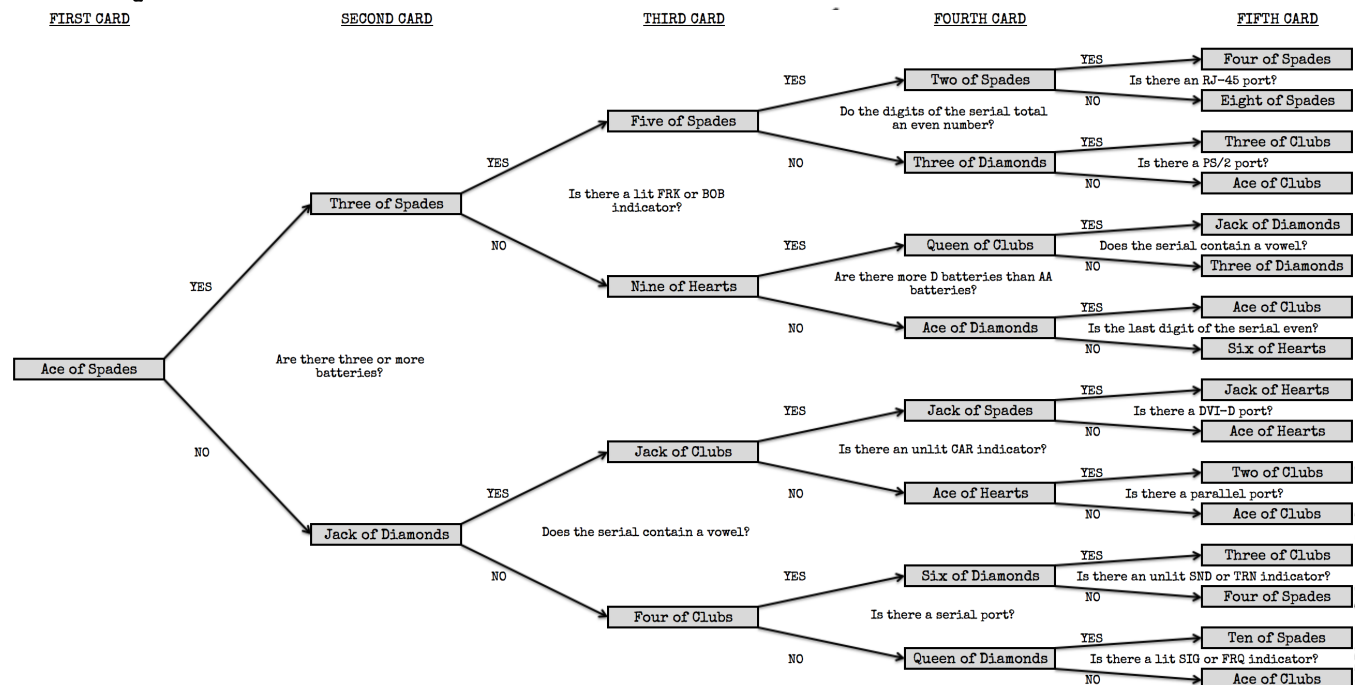 FIRST CARD
SECOND CARD
THIRD CARD
FOURTH CARD
FIFTH CARD
Ace of Spades
YES
NO
Are there three or more
batteries?
Three of Spades
YES
NO
Jack of Diamonds
YES
NO
Is there a lit FRK or BOB
indicator?
Does the serial contain a vowel?
Five of Spades
YES
NO
Nine of Hearts
YES
NO
Jack of Clubs
YES
NO
Four of Clubs
YES
NO
Do the digits of the serial total
an even number?
Are there more D batteries than AA
batteries?
Is there an unlit CAR indicator?
Is there a serial port?
Two of Spades
YES
Is there an RJ-45 port?
NO
Three of Diamonds
YES
Is there a PS/2 port?
NO
Queen of Clubs
YES
Does the serial contain a vowel?
NO
Ace of Diamonds
YES
Is the last digit of the serial even?
NO
Jack of Spades
YES
Is there a DVI-D port?
NO
Ace of Hearts
YES
Is there a parallel port?
NO
Six of Diamonds
YES
Is there an unlit SND or TRN indicator?
NO
Queen of Diamonds
YES
Is there a lit SIG or FRQ indicator?
NO
Four of Spades
Eight of Spades
Three of Clubs
Ace of Clubs
Jack of Diamonds
Three of Diamonds
Ace of Clubs
Six of Hearts
Jack of Hearts
Ace of Hearts
Two of Clubs
Ace of Clubs
Three of Clubs
Four of Spades
Ten of Spades
Ace of Clubs